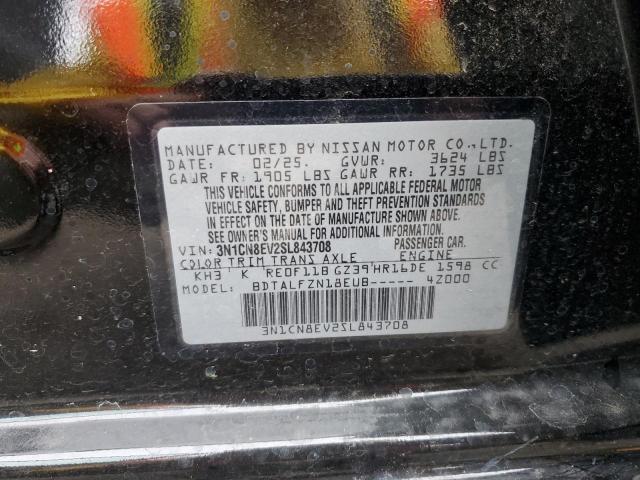 MANUFACTURED BY NISSAN MOTOR CO.,LTD.
DATE: 02/25. GVWR: 3624 LBS
GAWR FR: 1905 LBS GAWR RR: 1735 LBS
THIS VEHICLE CONFORMS TO ALL APPLICABLE FEDERAL MOTOR
VEHICLE SAFETY, BUMPER AND THEFT PREVENTION STANDARDS
IN EFFECT ON THE DATE OF MANUFACTURE SHOWN ABOVE.
SEE OWNER'S MANUAL FOR ADDITIONAL INFORMATION.
VIN: 3N1CN8EV2SL843708 PASSENGER CAR.
COLOR TRIM TRANS AXLE ENGINE
KH3 K RE0F11B GZ39 HR16DE 1598 CC
MODEL: BDTALFZN18EUB----- 4Z000
3N1CN8EV2SL843708